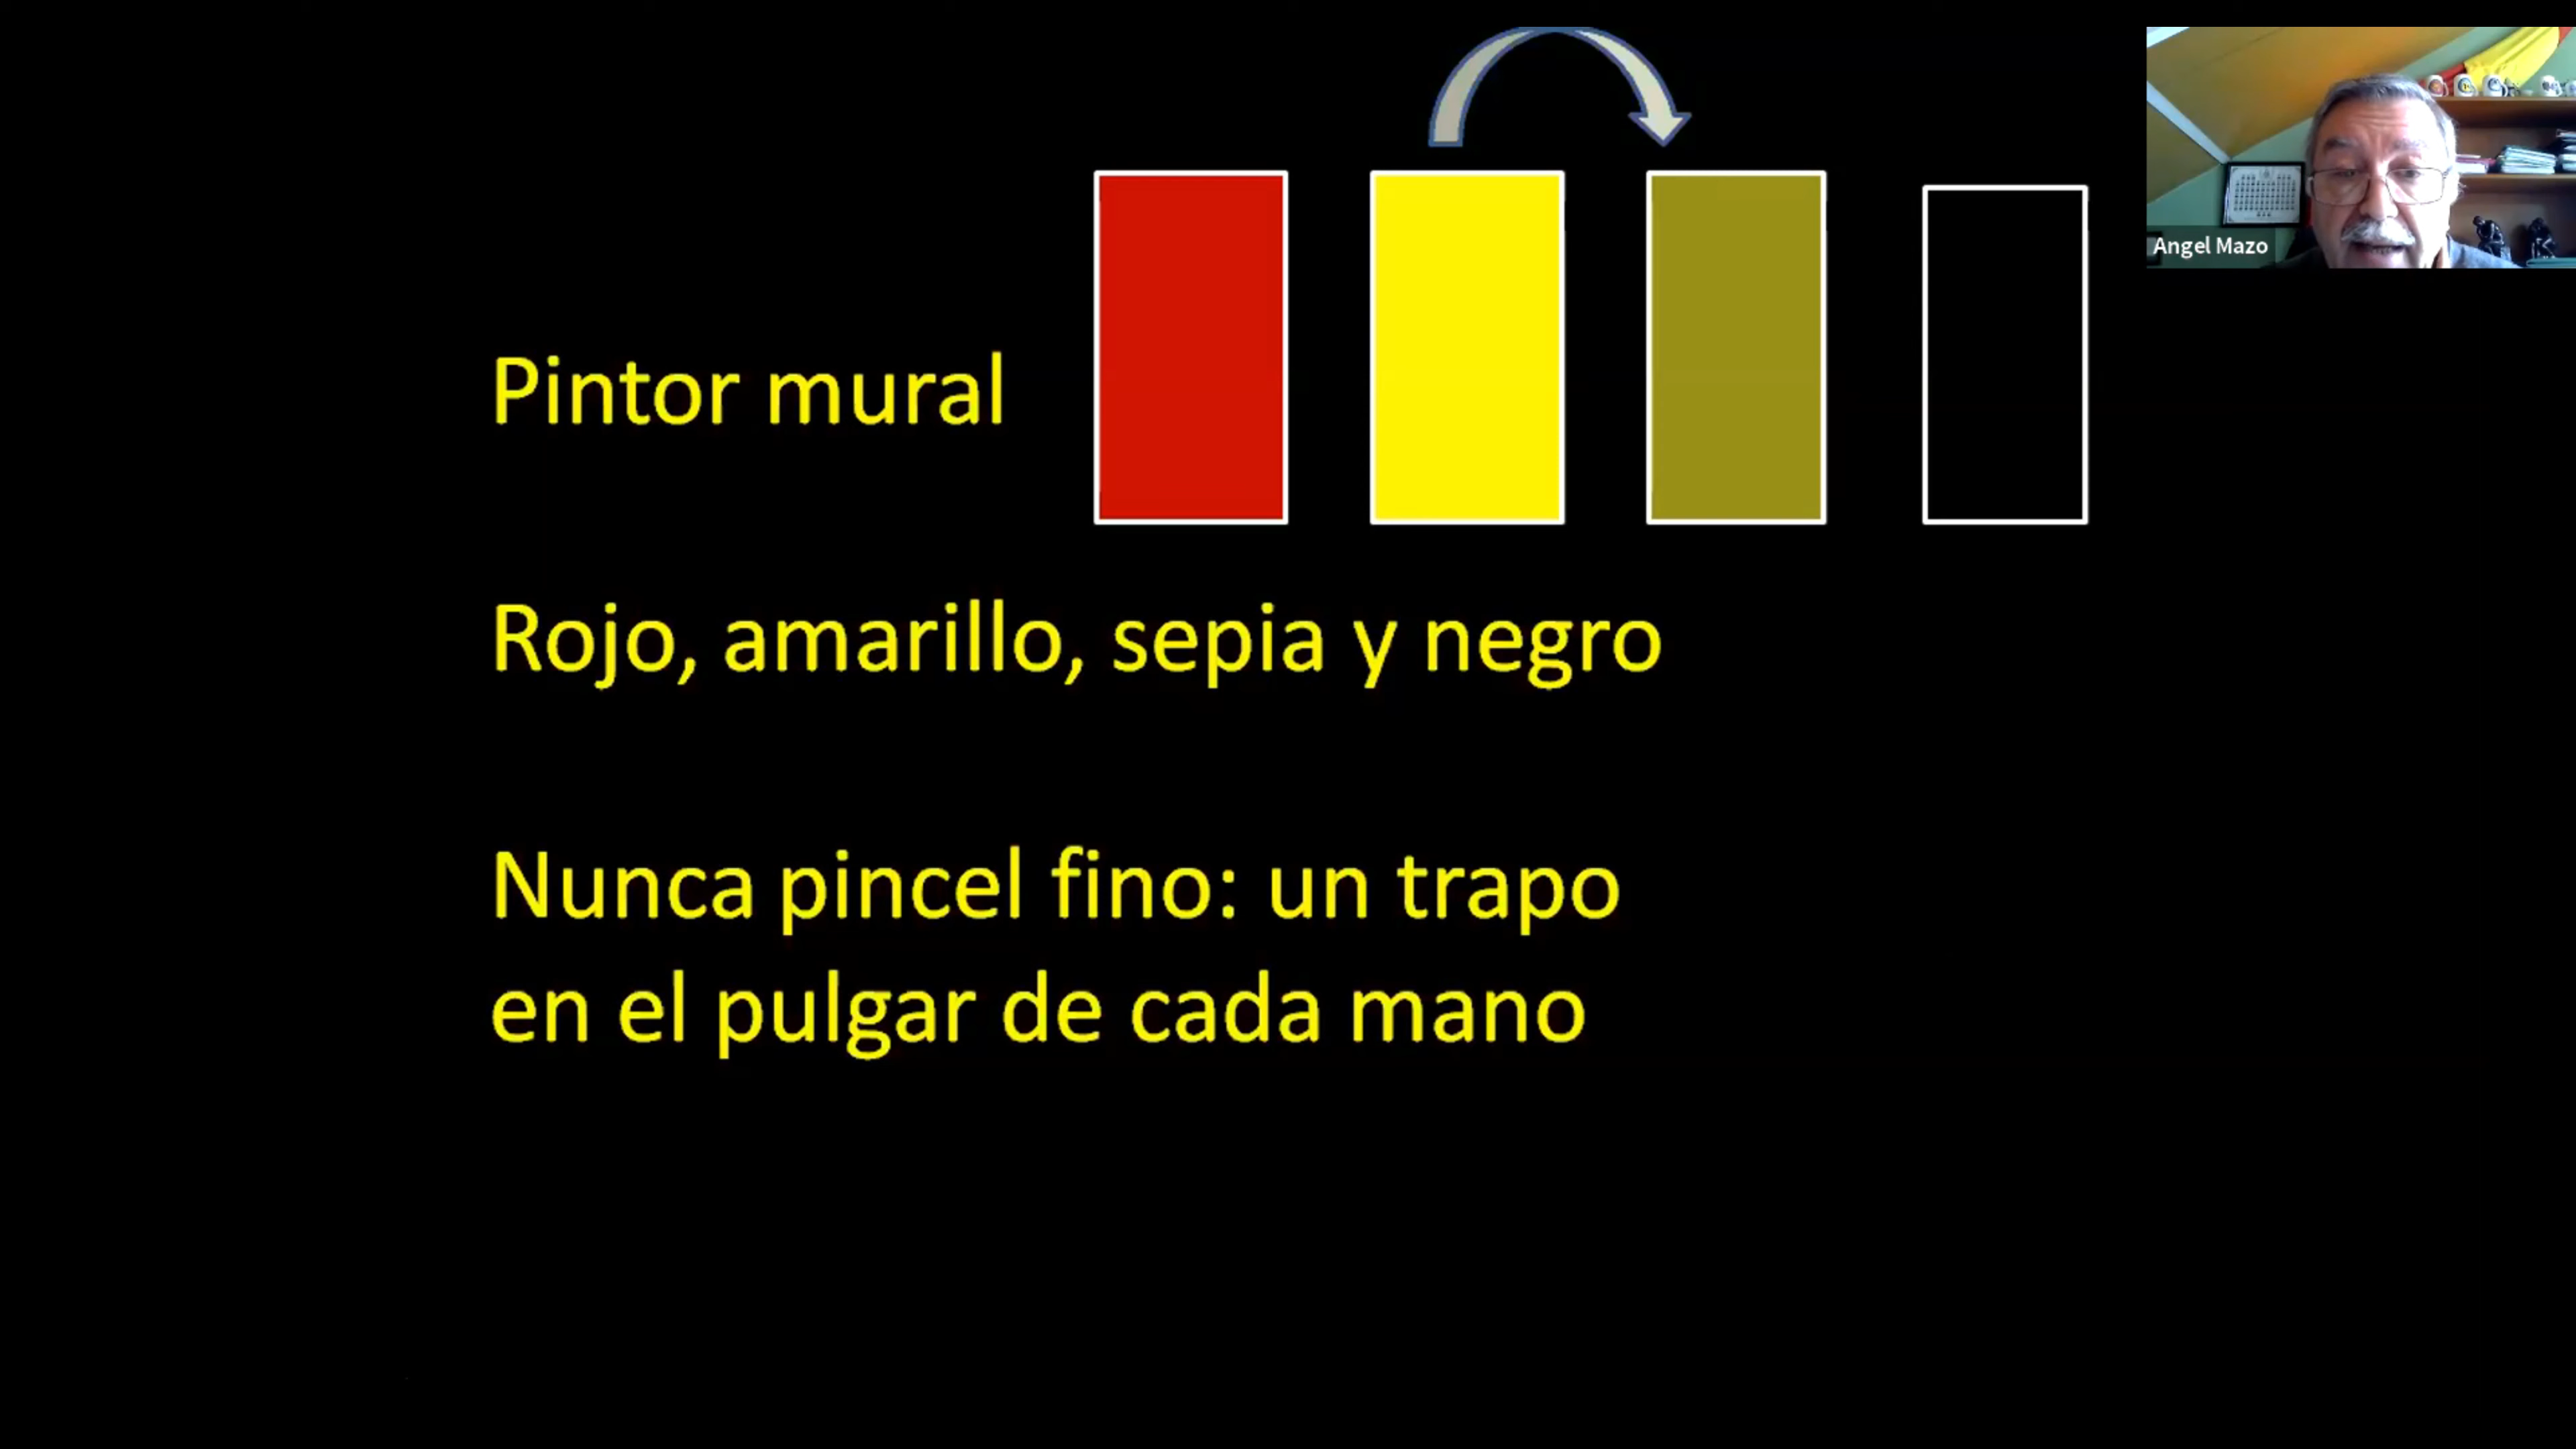 Angel Mazo
Pintor mural
Rojo, amarillo, sepia y negro
Nunca pincel fino: un trapo
en el pulgar de cada mano